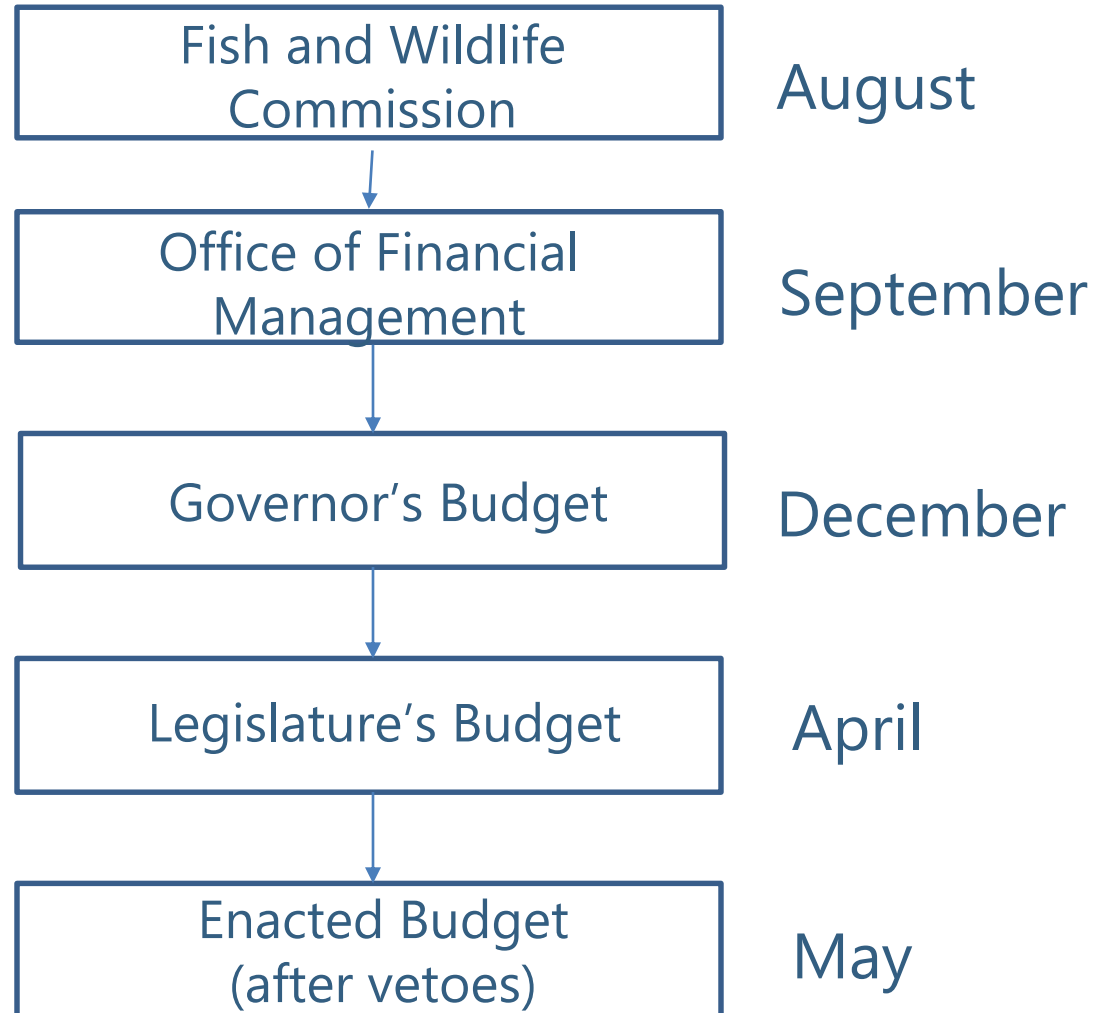 Fish and Wildlife
Commission
August
Office of Financial
Management
September
Governor’s Budget
December
Legislature’s Budget
April
Enacted Budget
(after vetoes)
May